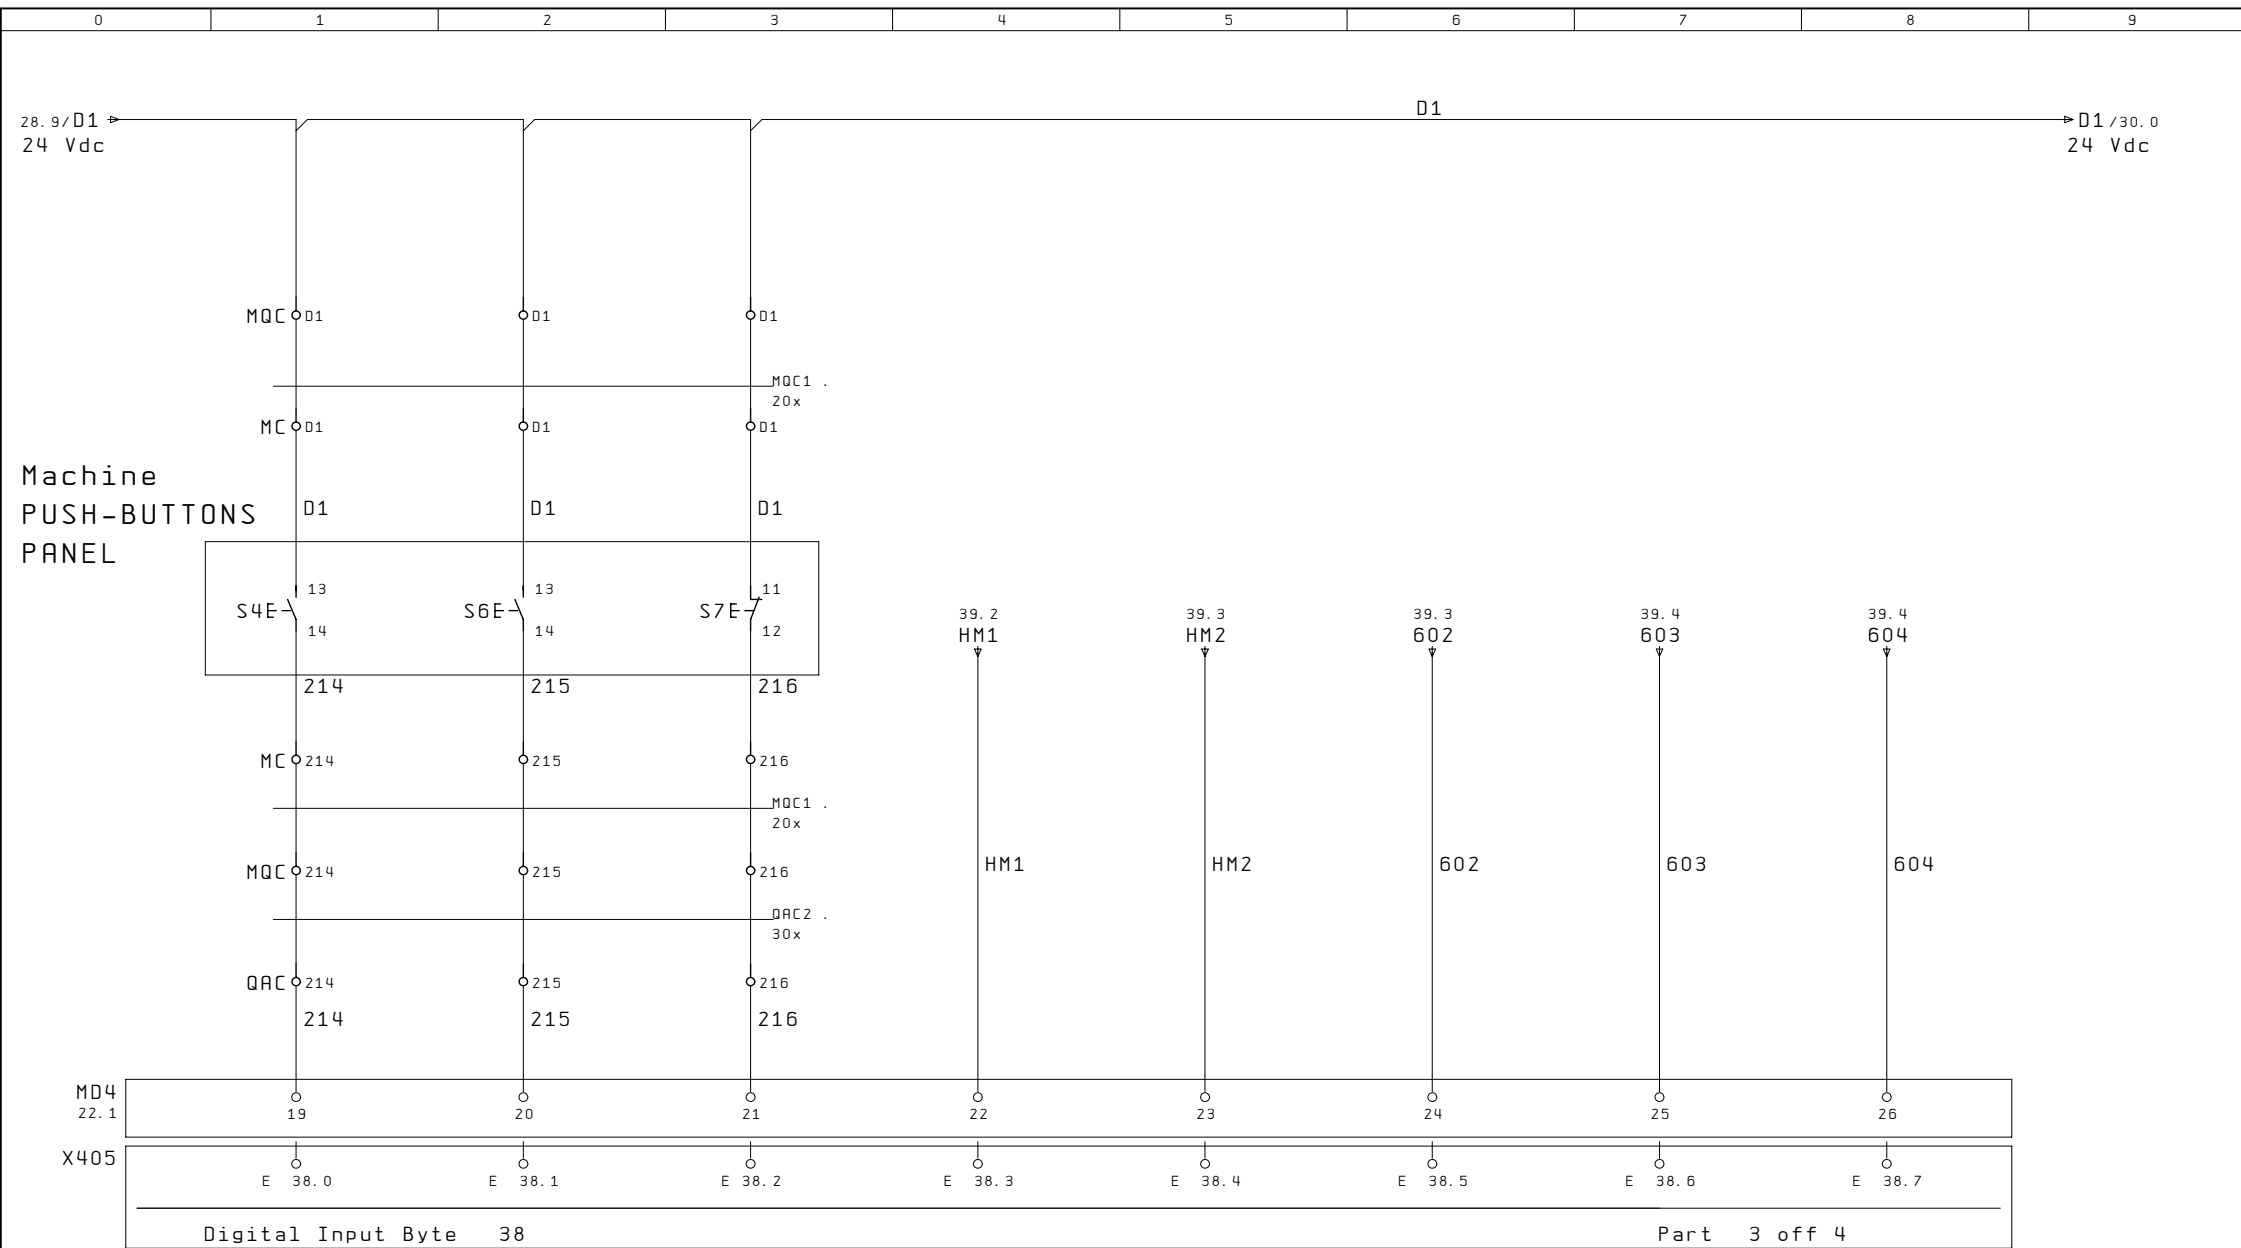 0 1 2 3 4 5 6 7 8 9
D1
28.9/D1 D1/30.0
24 Vdc 24 Vdc
MQC D1 D1 D1
MQC1 .
20x
MC D1 D1 D1
Machine
PUSH-BUTTONS
PANEL
D1 D1 D1
13 13 11
S4E S6E S7E
14 14 12
39.2 39.3 39.3 39.4 39.4
HM1 HM2 602 603 604
214 215 216
MC 214 215 216
MQC1 .
20x
HM1 HM2 602 603 604
MQC 214 215 216
QAC2 .
30x
QAC 214 215 216
214 215 216
MD4
22.1
19 20 21 22 23 24 25 26
X405
E 38.0 E 38.1 E 38.2 E 38.3 E 38.4 E 38.5 E 38.6 E 38.7
Digital Input Byte 38 Part 3 off 4